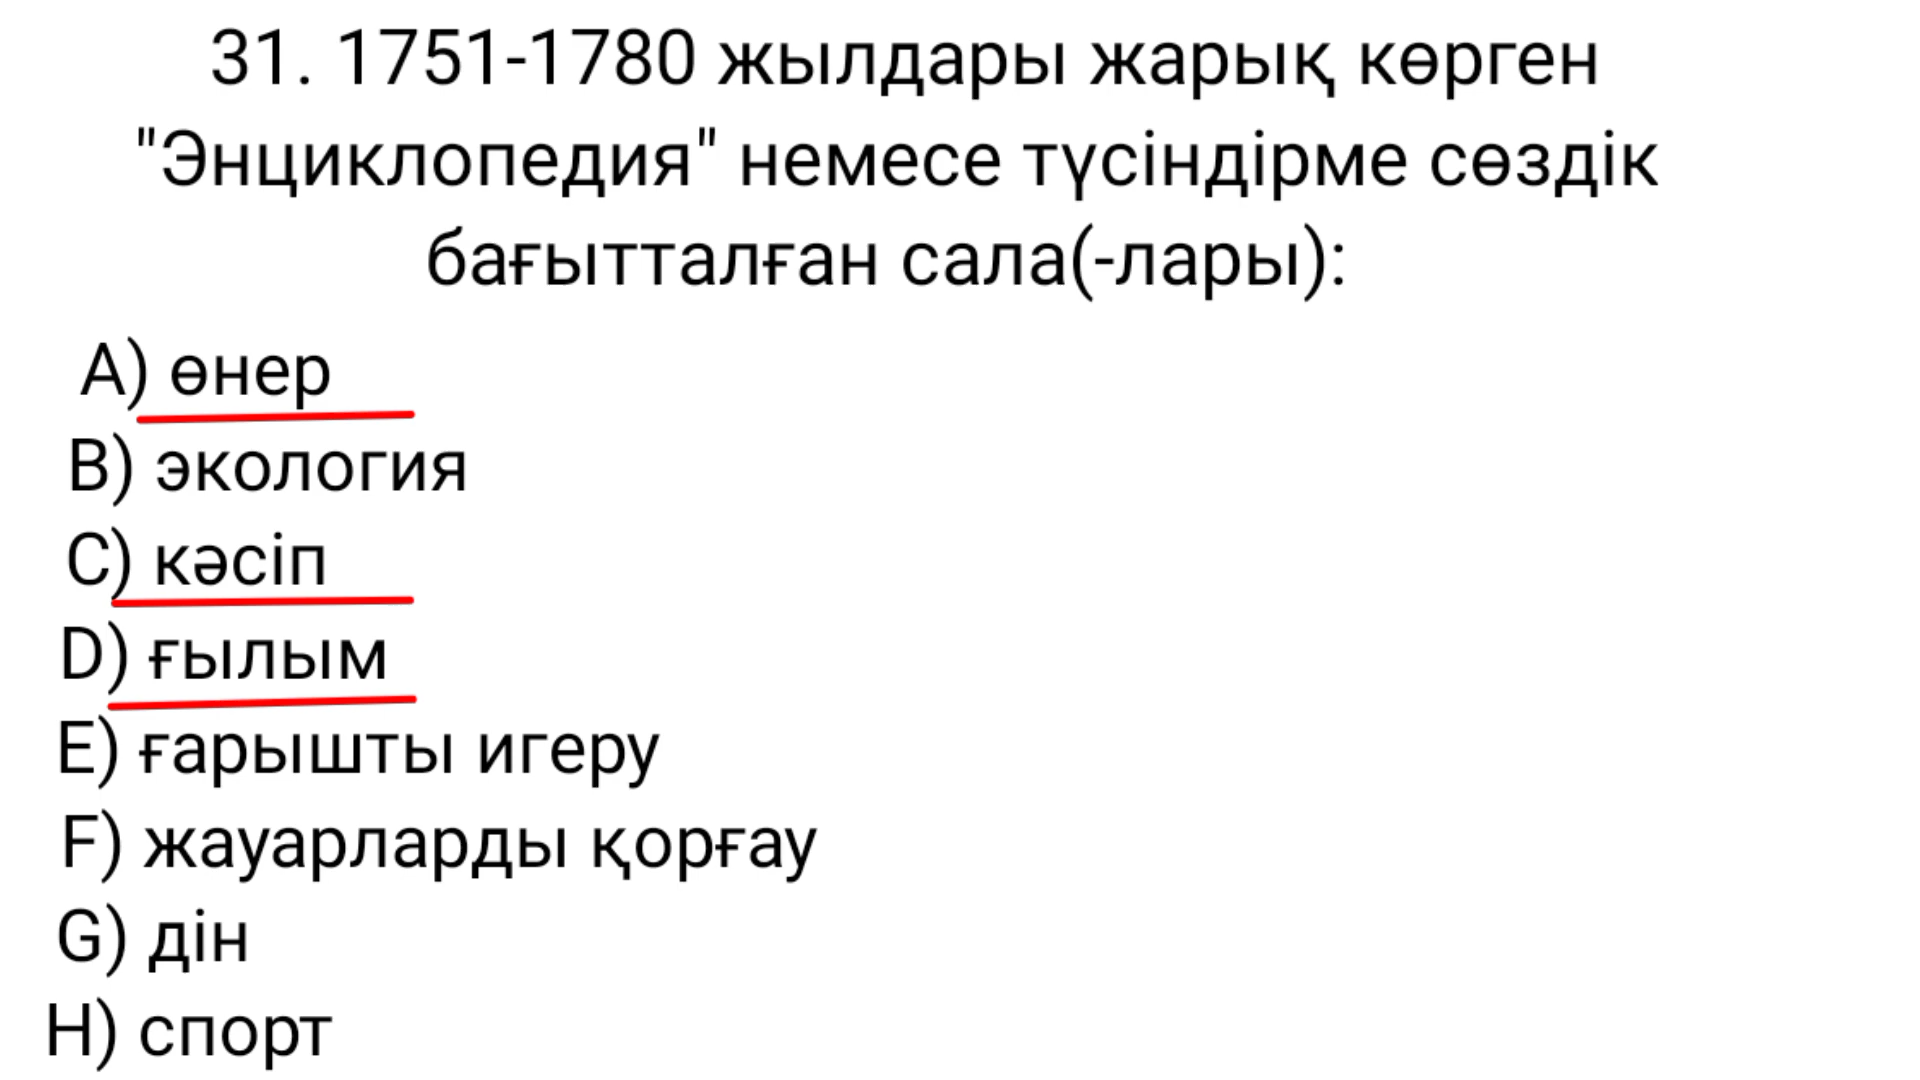 31. 1751-1780 жылдары жарық көрген
"Энциклопедия" немесе түсіндірме сөздік
бағытталған сала(-лары):
A) өнер
B) экология
C) кәсіп
D) ғылым
E) ғарышты игеру
F) жауарларды қорғау
G) дін
H) спорт